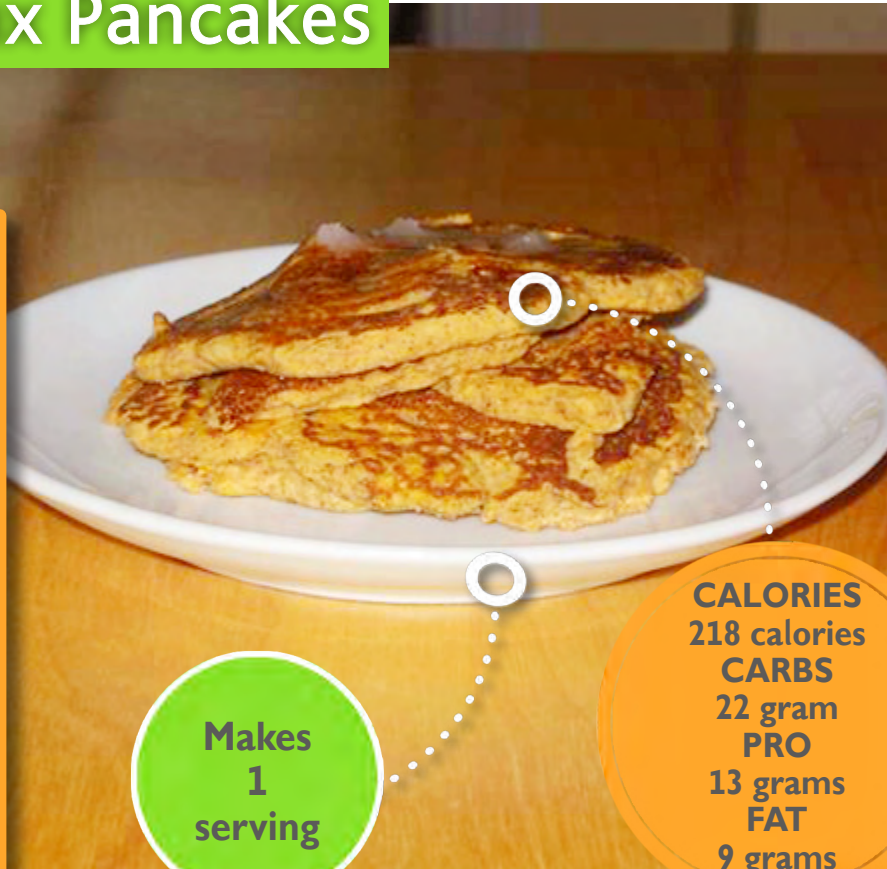 x Pancakes
Makes
1
serving
CALORIES
218 calories
CARBS
22 gram
PRO
13 grams
FAT
9 grams